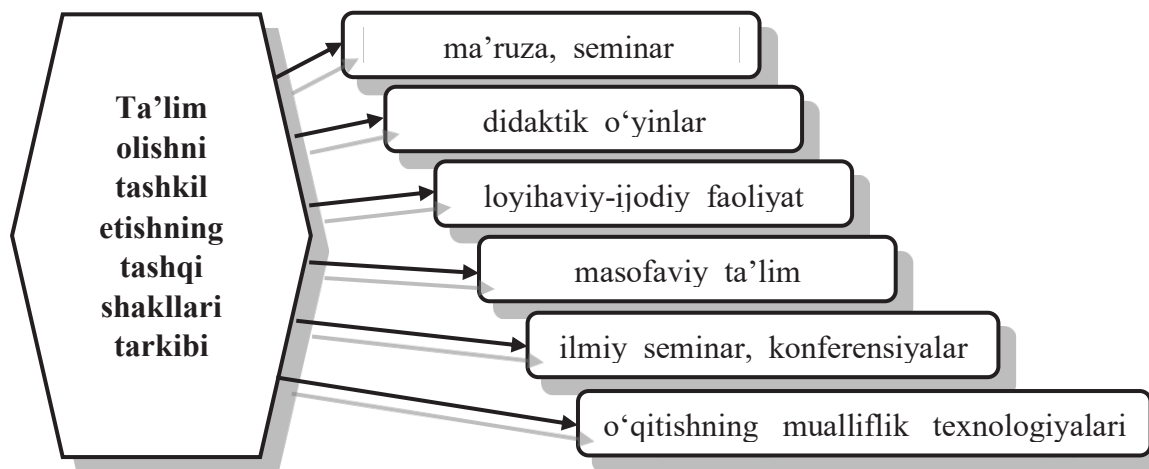 Ta’lim
olishni
tashkil
etishning
tashqi
shakllari
tarkibi
ma’ruza, seminar
didaktik o‘yinlar
loyihaviy-ijodiy faoliyat
masofaviy ta’lim
ilmiy seminar, konferensiyalar
o‘qitishning mualliflik texnologiyalari